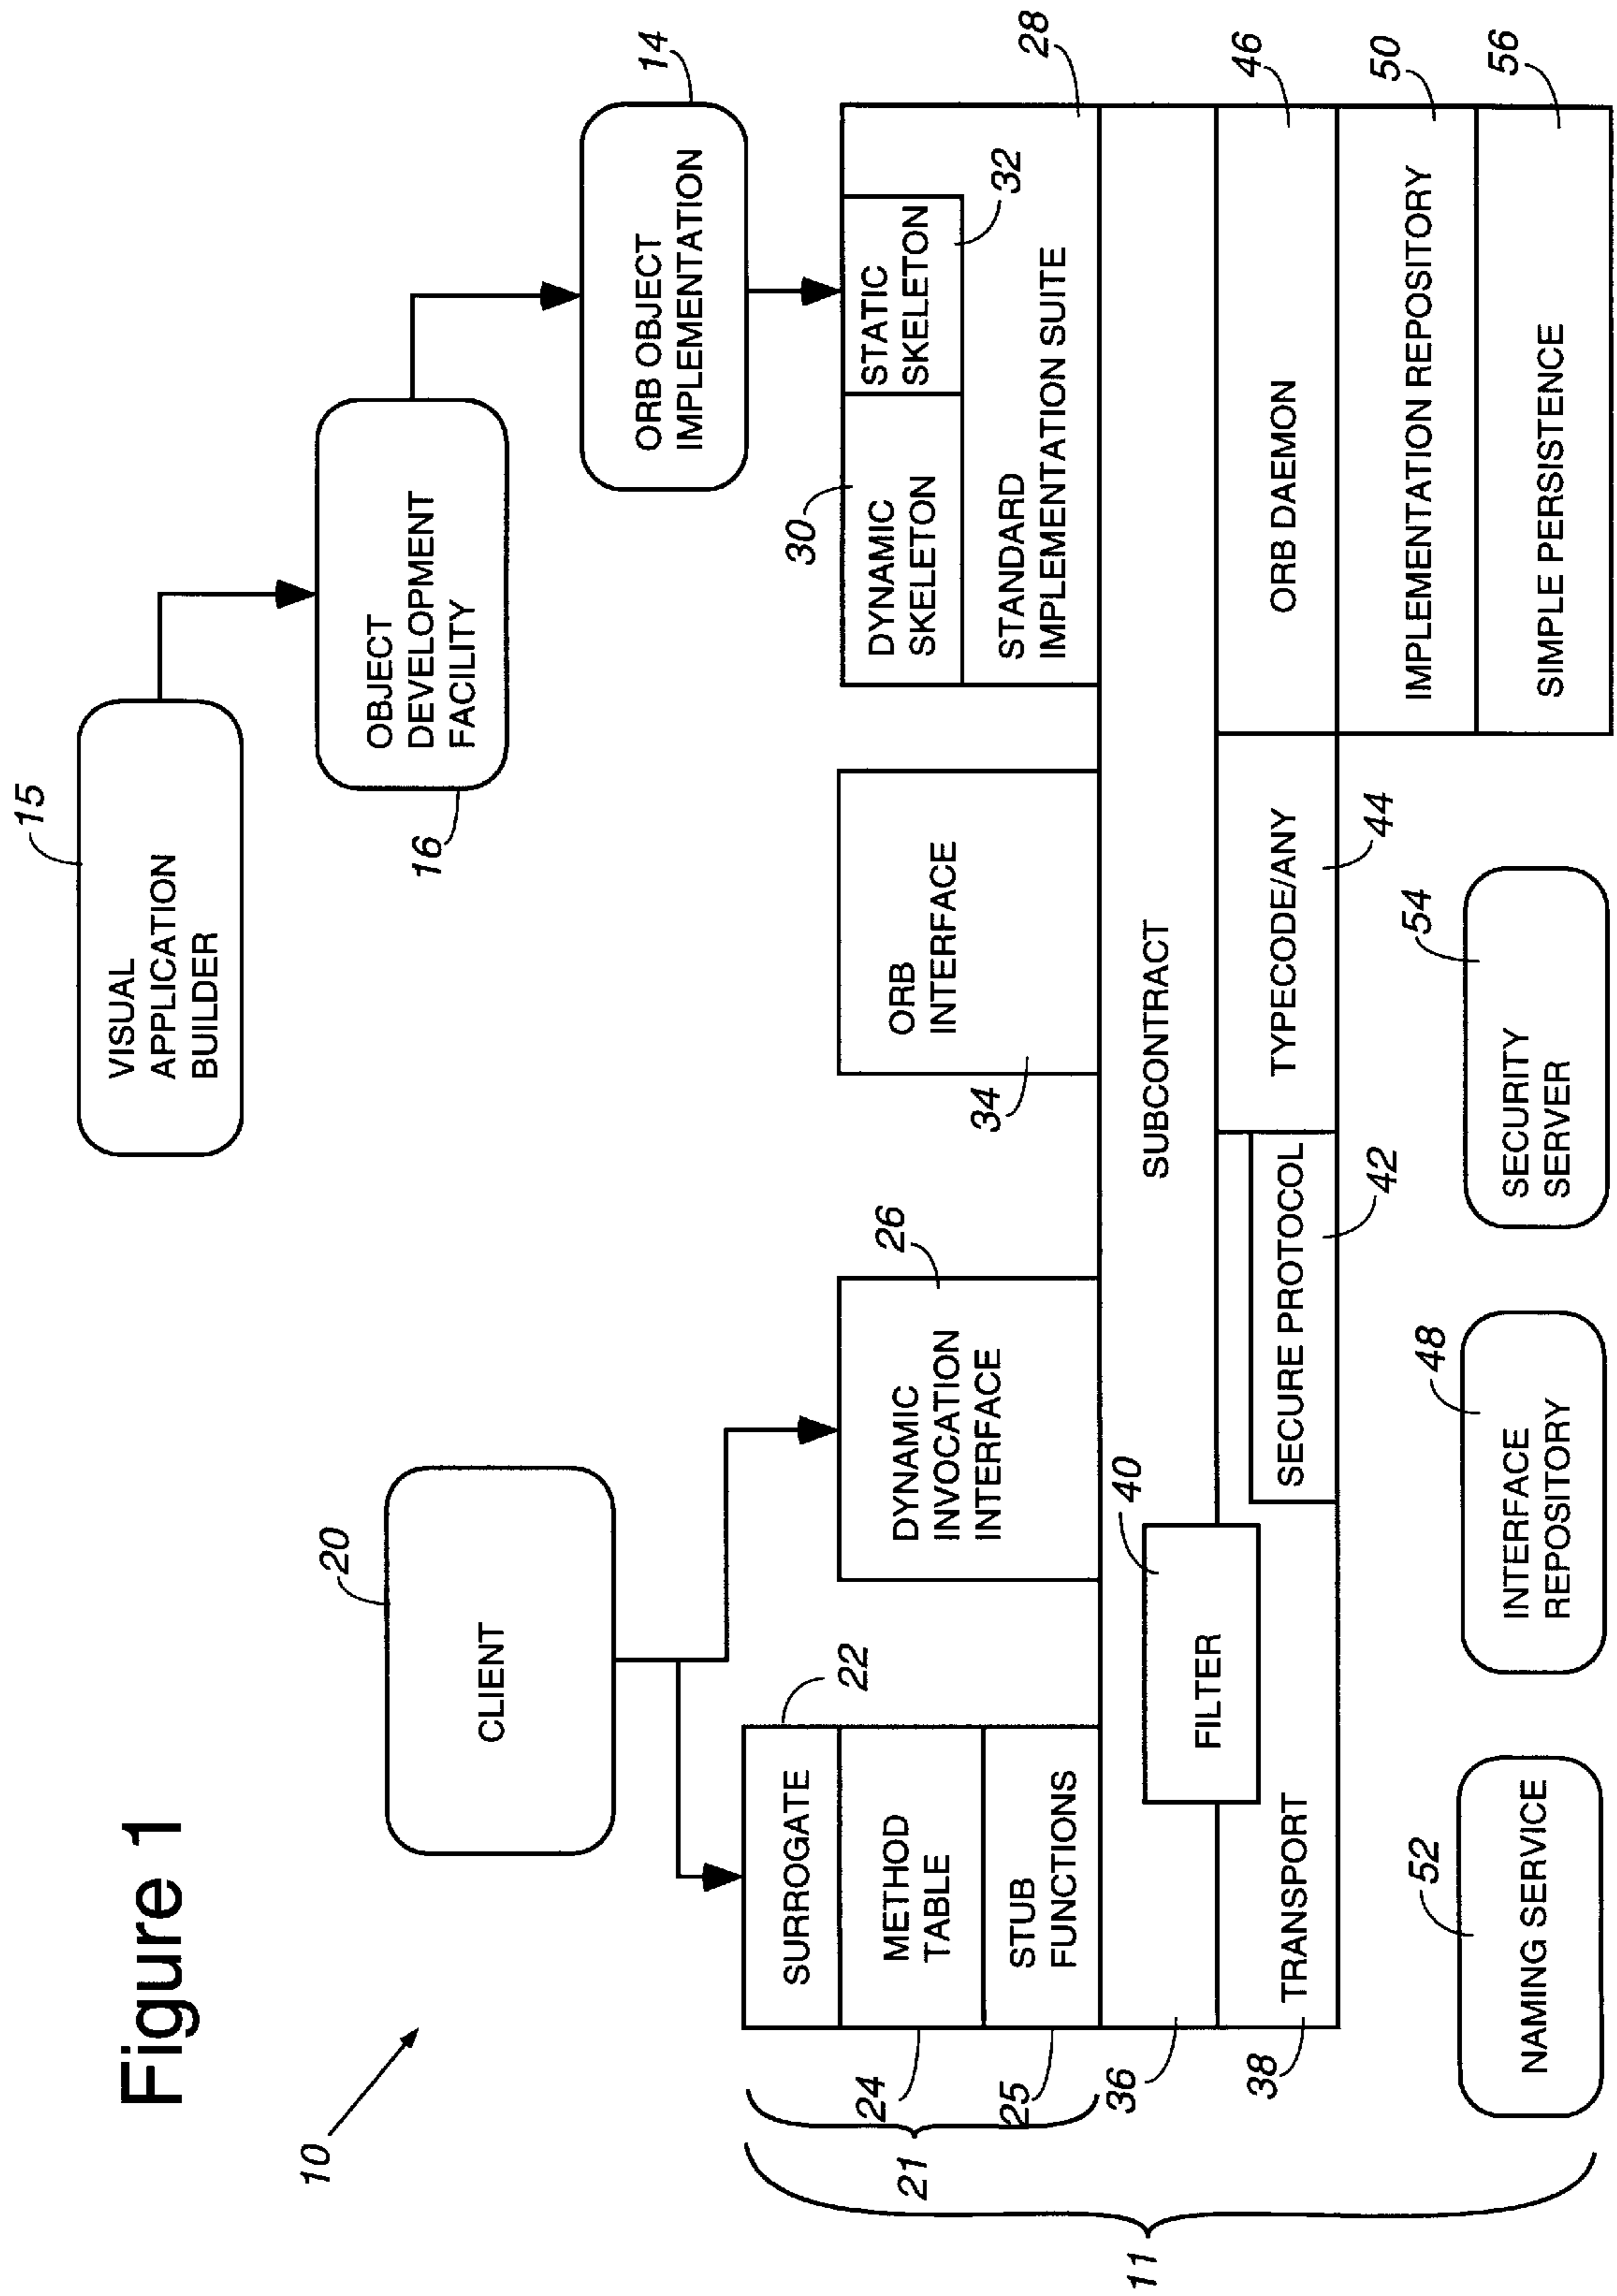 Figure 1
10
15
VISUAL
APPLICATION
BUILDER
16
OBJECT
DEVELOPMENT
FACILITY
14
ORB OBJECT
IMPLEMENTATION
20
CLIENT
22
SURROGATE
24
METHOD
TABLE
25
STUB
FUNCTIONS
21
11
26
DYNAMIC
INVOCATION
INTERFACE
34
ORB
INTERFACE
30
DYNAMIC
SKELETON
STATIC
SKELETON
32
STANDARD
IMPLEMENTATION SUITE
28
36
SUBCONTRACT
40
FILTER
38
TRANSPORT
SECURE PROTOCOL
42
TYPECODE/ANY
44
ORB DAEMON
46
IMPLEMENTATION REPOSITORY
50
SIMPLE PERSISTENCE
56
52
NAMING SERVICE
48
INTERFACE
REPOSITORY
54
SECURITY
SERVER